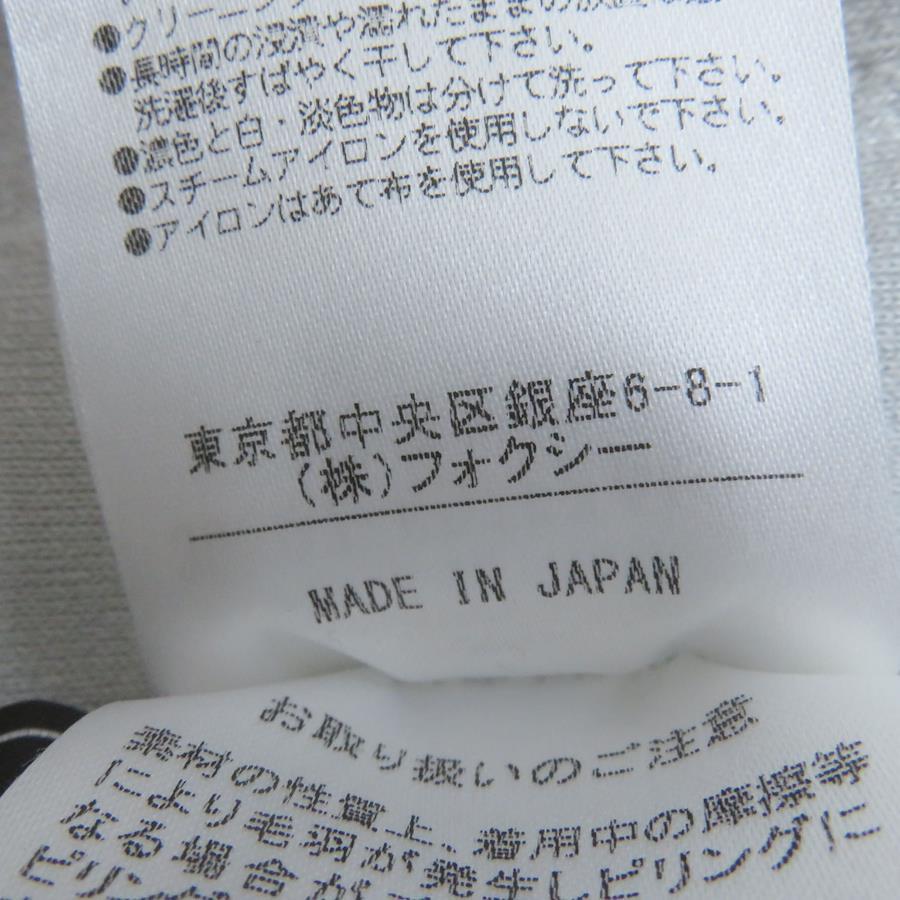 ●クリーニング
●長時間の浸漬や濡れたままの放置は
洗濯後すばやく干して下さい。
●濃色と白・淡色物は分けて洗って下さい。
●スチームアイロンを使用しないで下さい。
●アイロンはあて布を使用して下さい。
東京都中央区銀座6-8-1
(株)フォクシー
MADE IN JAPAN
お取り扱いのご注意
素材の性質上、着用中の摩擦等
により毛羽が発生しピリングに
なる場合が